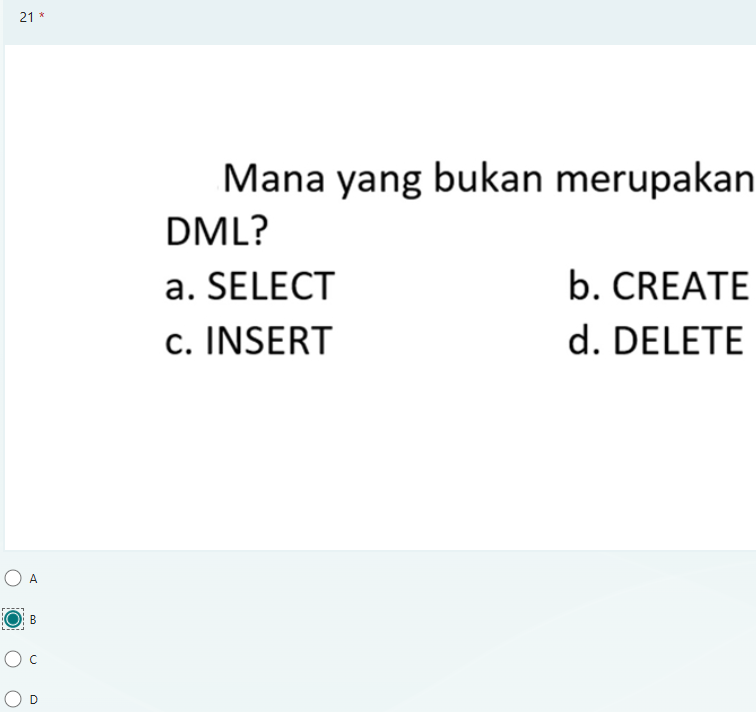 21 *
Mana yang bukan merupakan
DML?
a. SELECT b. CREATE
c. INSERT d. DELETE
A
B
C
D